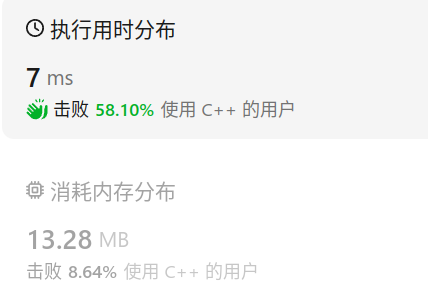 执行用时分布
7 ms
击败 58.10% 使用 C++ 的用户
消耗内存分布
13.28 MB
击败 8.64% 使用 C++ 的用户